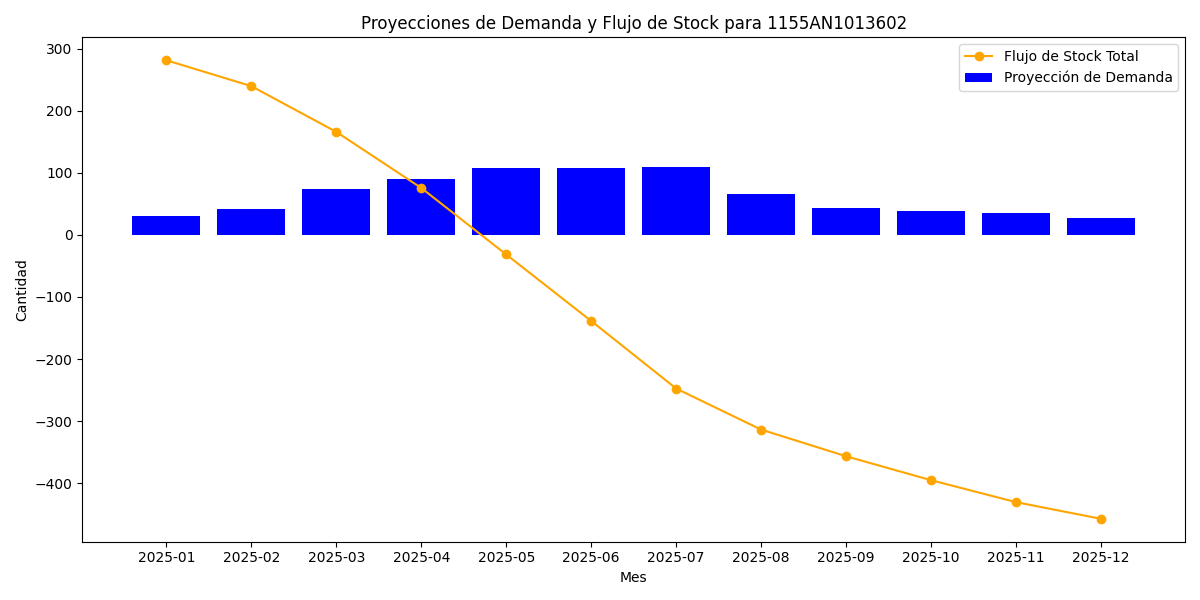 Proyecciones de Demanda y Flujo de Stock para 1155AN1013602
Flujo de Stock Total
Proyección de Demanda
Cantidad
300
200
100
0
−100
−200
−300
−400
2025-01 2025-02 2025-03 2025-04 2025-05 2025-06 2025-07 2025-08 2025-09 2025-10 2025-11 2025-12
Mes